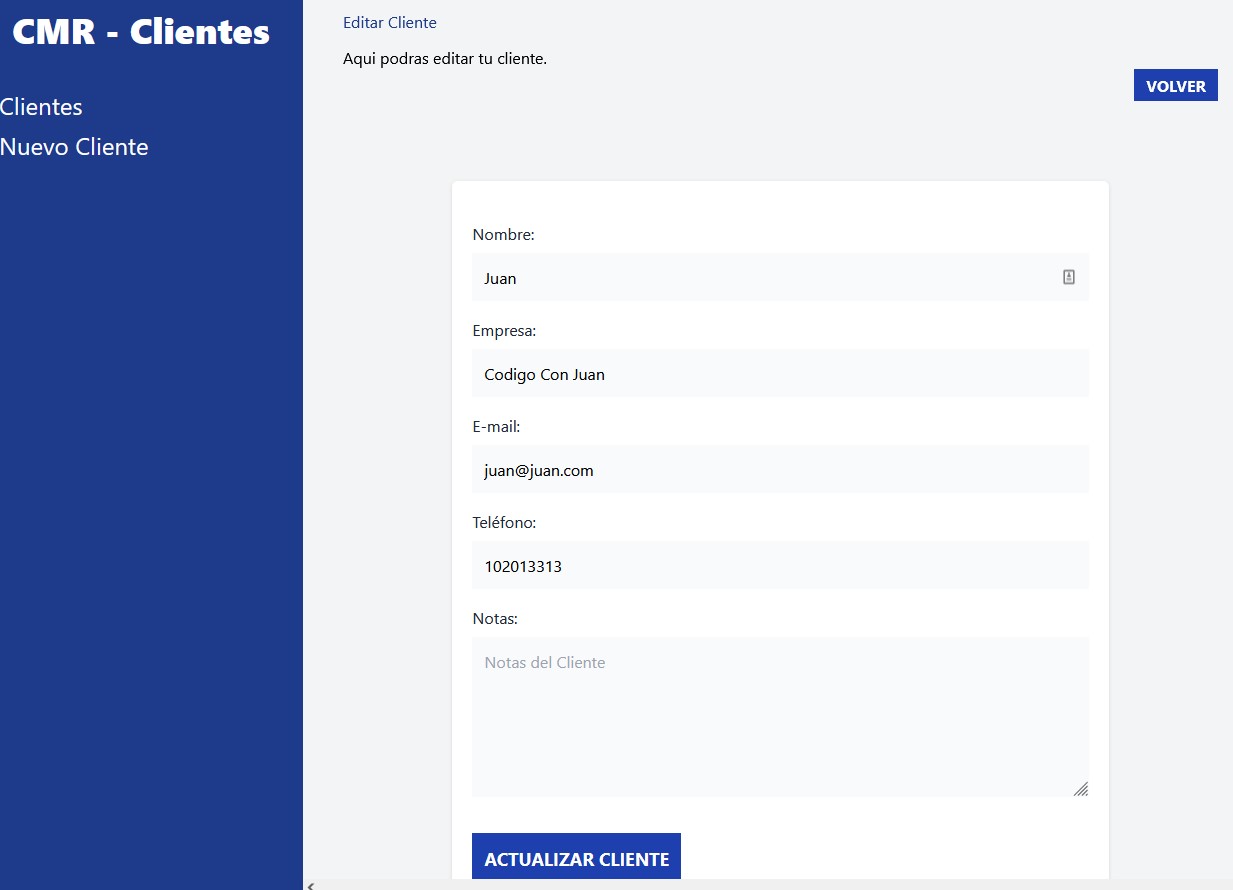 CMR - Clientes
Clientes
Nuevo Cliente
Editar Cliente
Aqui podras editar tu cliente.
VOLVER
Nombre:
Juan
Empresa:
Codigo Con Juan
E-mail:
juan@juan.com
Teléfono:
102013313
Notas:
Notas del Cliente
ACTUALIZAR CLIENTE